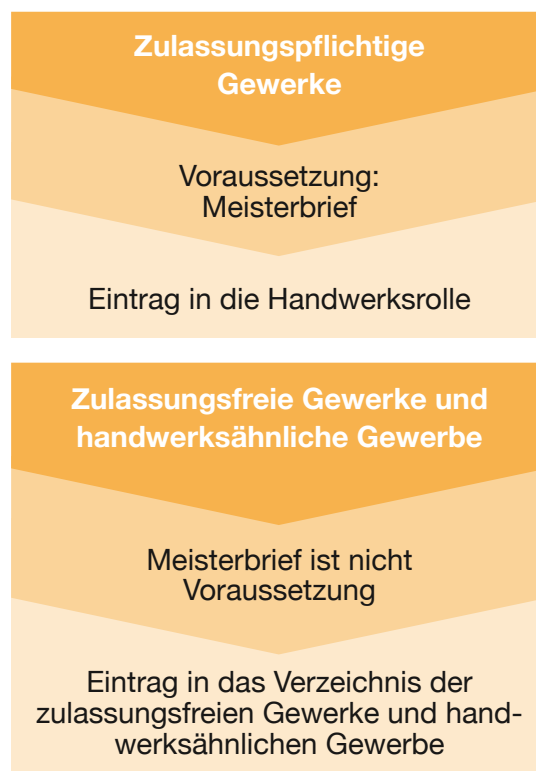 Zulassungspflichtige
Gewerke
Voraussetzung:
Meisterbrief
Eintrag in die Handwerksrolle
Zulassungsfreie Gewerke und
handwerksähnliche Gewerbe
Meisterbrief ist nicht
Voraussetzung
Eintrag in das Verzeichnis der
zulassungsfreien Gewerke und hand-
werksähnlichen Gewerbe